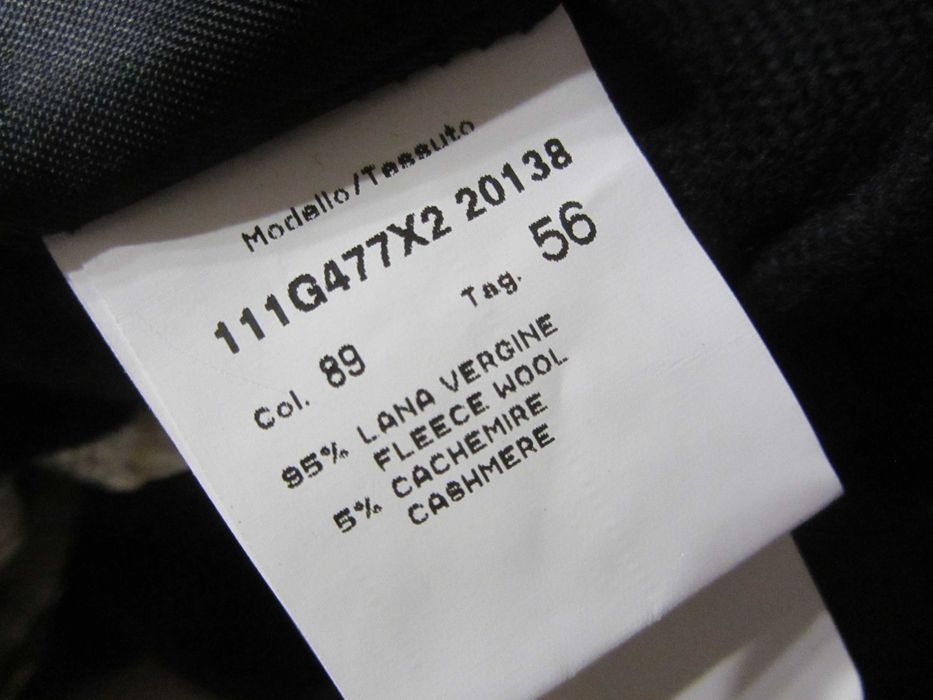 Modello/Tessuto
111G477X2 20138
Col. 89 Tag. 56
95% LANA VERGINE
FLEECE WOOL
5% CACHEMIRE
CASHMERE